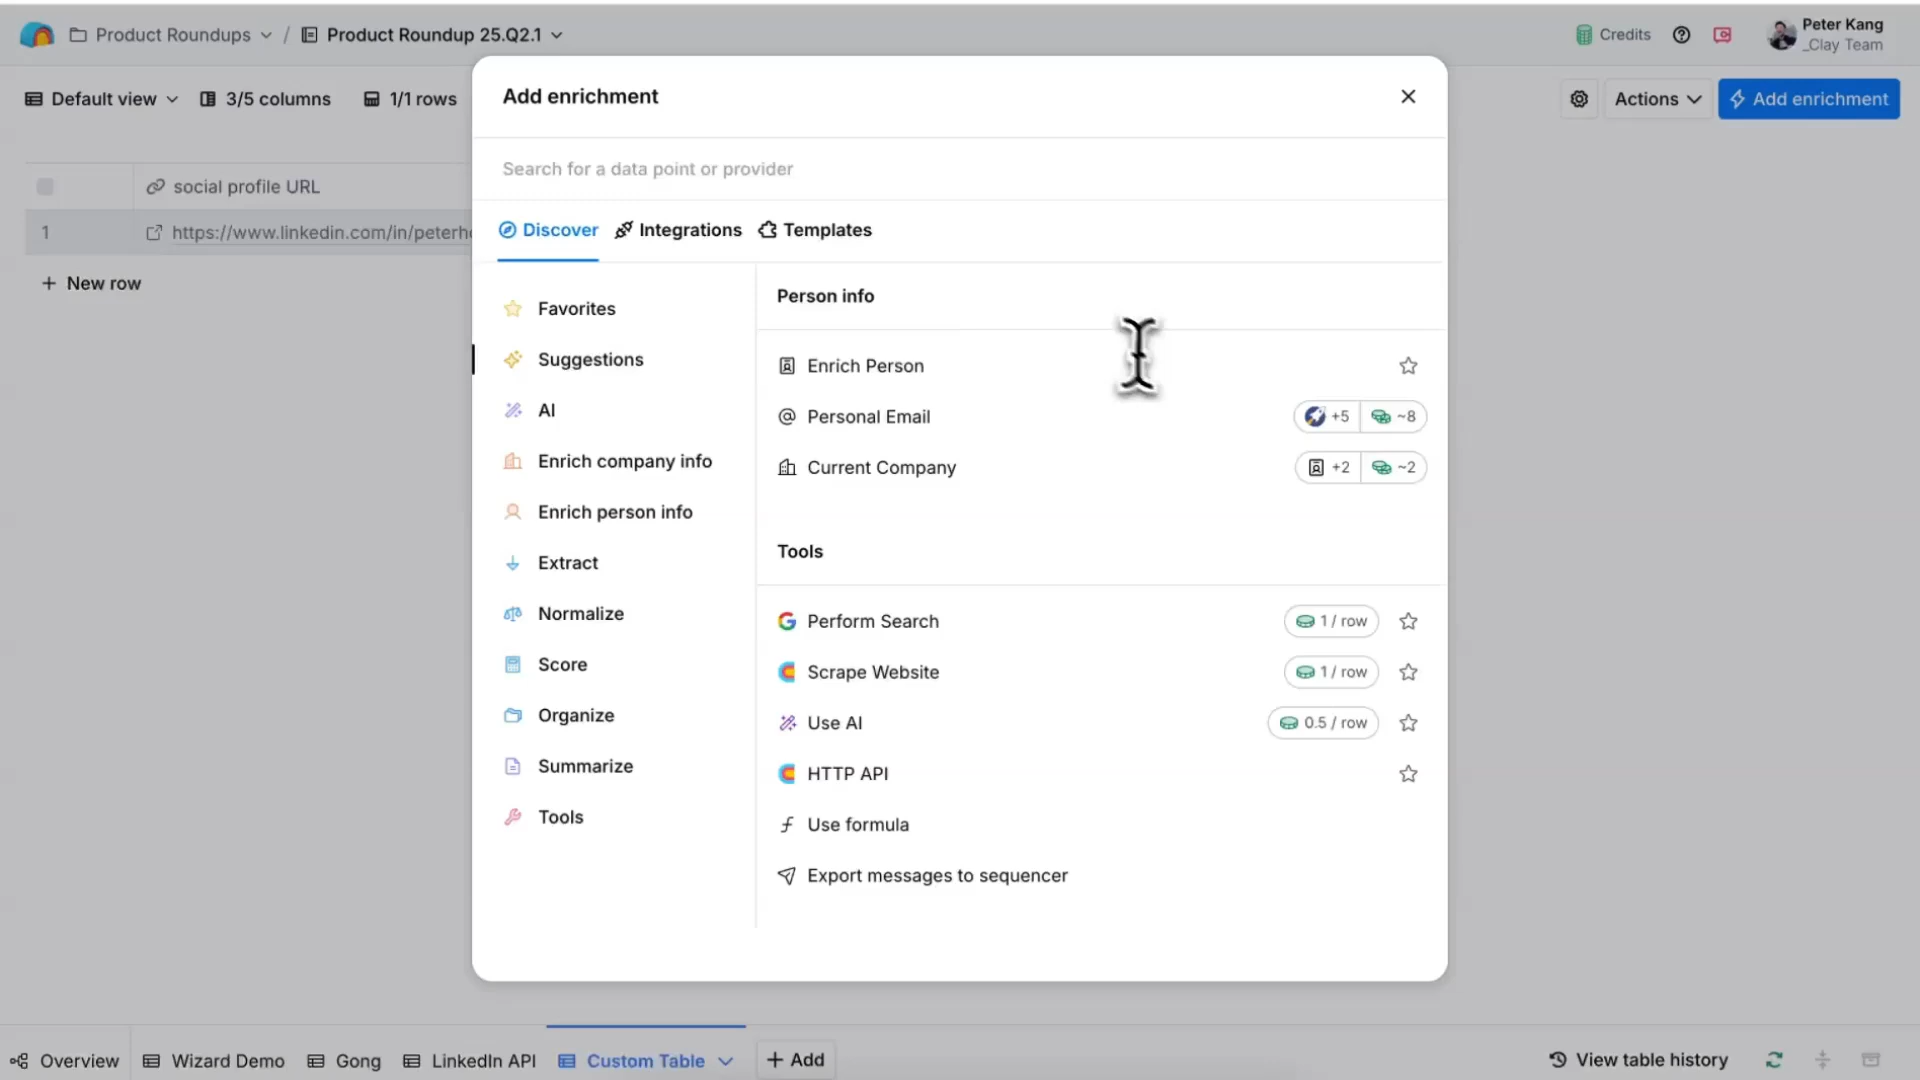 Product Roundups / Product Roundup 25.Q2.1
Credits
Peter Kang
_Clay Team
Default view
3/5 columns
1/1 rows
Actions
Add enrichment
social profile URL
1
https://www.linkedin.com/in/peterh
New row
Add enrichment
Search for a data point or provider
Discover
Integrations
Templates
Favorites
Suggestions
AI
Enrich company info
Enrich person info
Extract
Normalize
Score
Organize
Summarize
Tools
Person info
Enrich Person
Personal Email +5 ~8
Current Company +2 ~2
Tools
Perform Search 1 / row
Scrape Website 1 / row
Use AI 0.5 / row
HTTP API
Use formula
Export messages to sequencer
Overview
Wizard Demo
Gong
LinkedIn API
Custom Table
+ Add
View table history